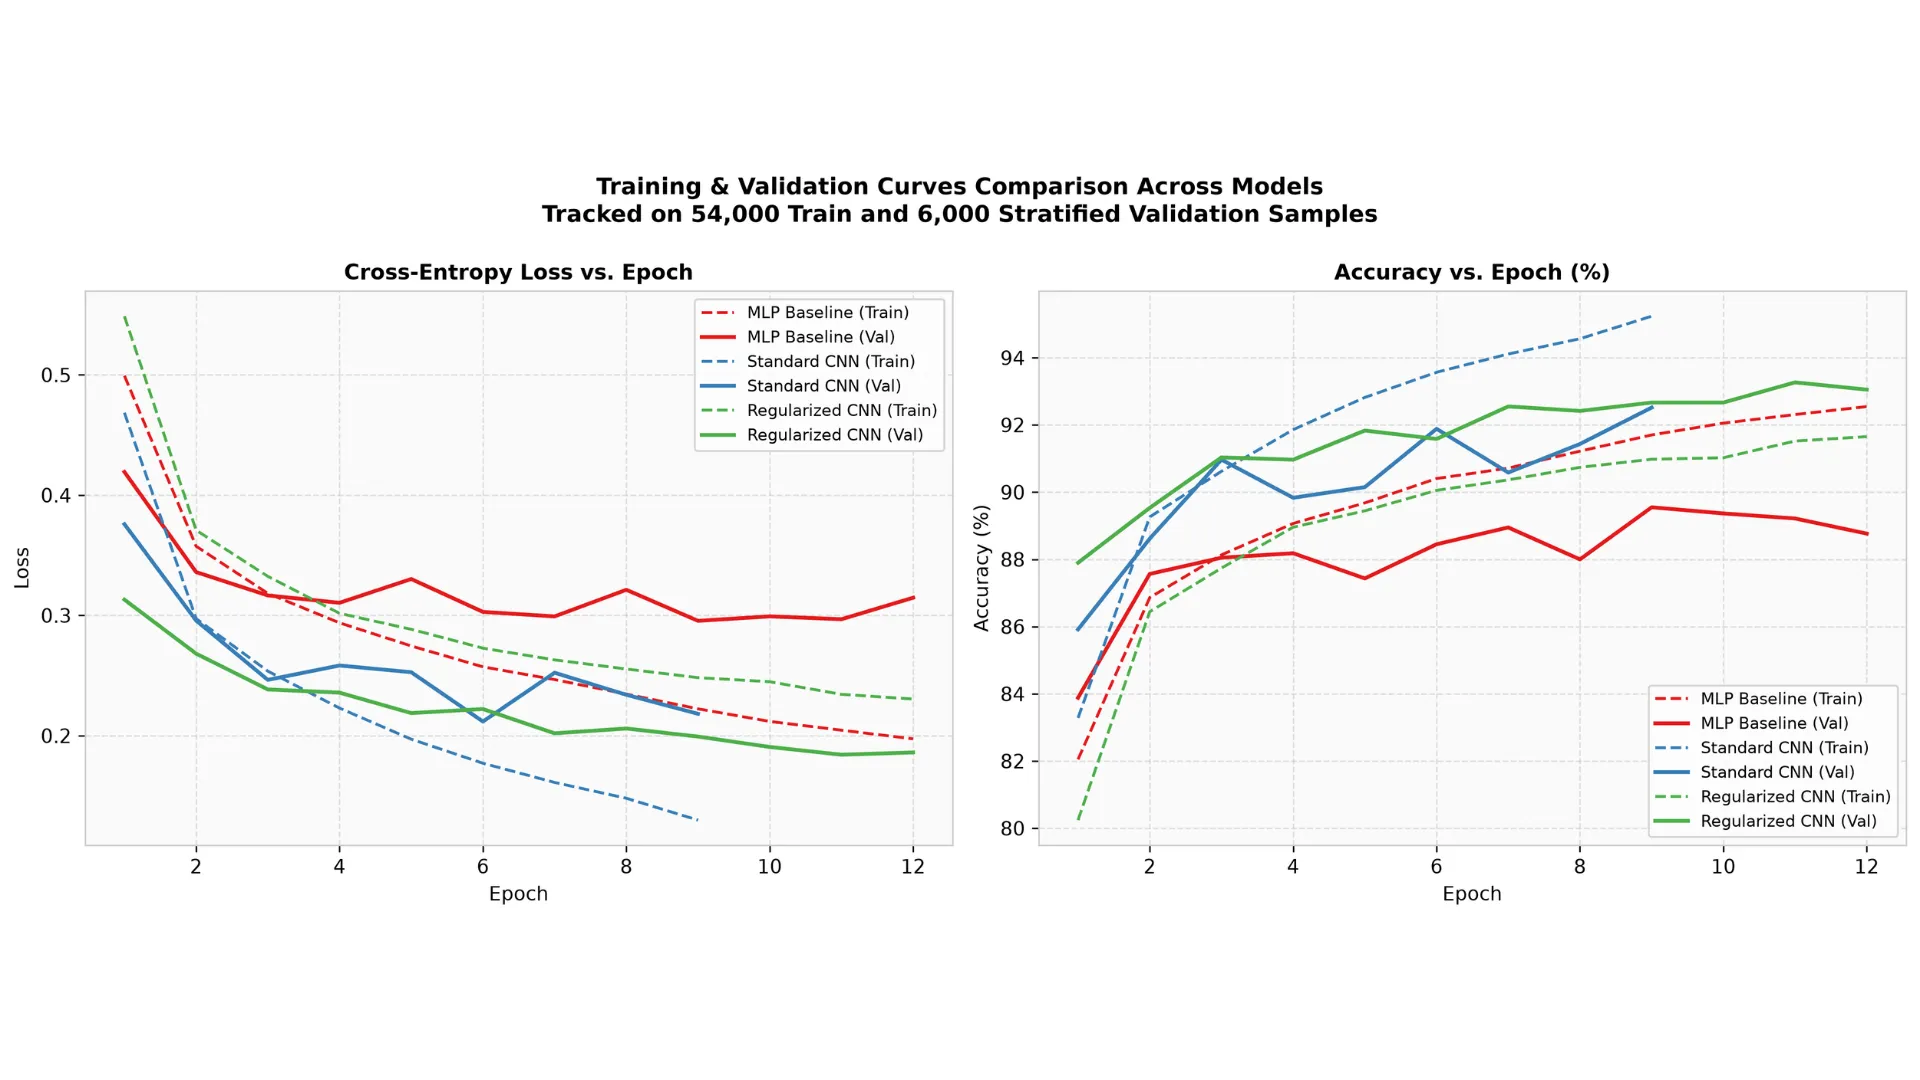 Training & Validation Curves Comparison Across Models
Tracked on 54,000 Train and 6,000 Stratified Validation Samples
Cross-Entropy Loss vs. Epoch
Loss
0.5
0.4
0.3
0.2
2
4
6
8
10
12
Epoch
MLP Baseline (Train)
MLP Baseline (Val)
Standard CNN (Train)
Standard CNN (Val)
Regularized CNN (Train)
Regularized CNN (Val)
Accuracy vs. Epoch (%)
Accuracy (%)
94
92
90
88
86
84
82
80
2
4
6
8
10
12
Epoch
MLP Baseline (Train)
MLP Baseline (Val)
Standard CNN (Train)
Standard CNN (Val)
Regularized CNN (Train)
Regularized CNN (Val)